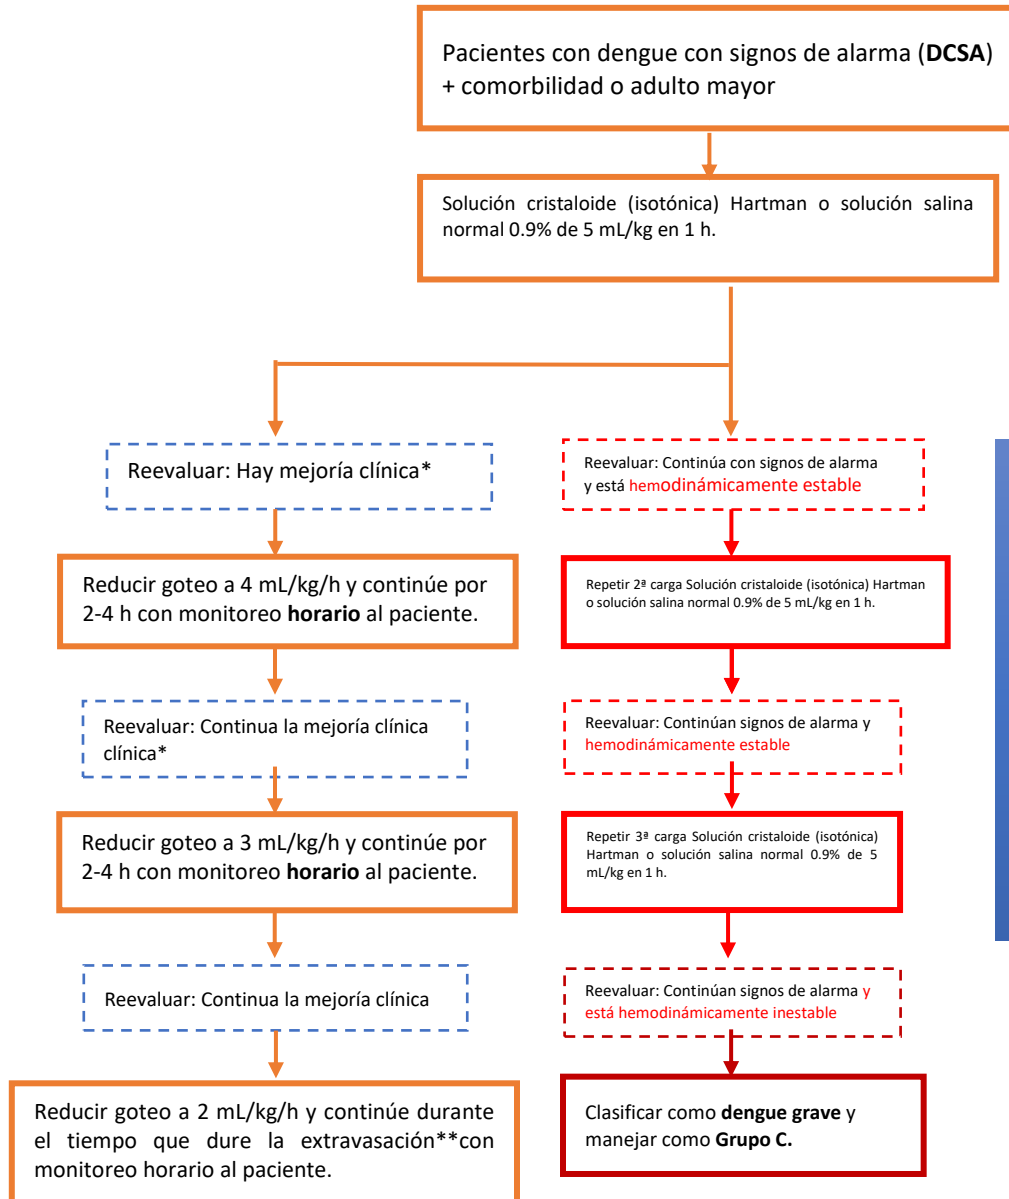 Pacientes con dengue con signos de alarma (DCSA)
+ comorbilidad o adulto mayor
Solución cristaloide (isotónica) Hartman o solución salina
normal 0.9% de 5 mL/kg en 1 h.
Reevaluar: Hay mejoría clínica*
Reducir goteo a 4 mL/kg/h y continúe por
2-4 h con monitoreo horario al paciente.
Reevaluar: Continua la mejoría clínica
clínica*
Reducir goteo a 3 mL/kg/h y continúe por
2-4 h con monitoreo horario al paciente.
Reevaluar: Continua la mejoría clínica
Reducir goteo a 2 mL/kg/h y continúe durante
el tiempo que dure la extravasación**con
monitoreo horario al paciente.
Reevaluar: Continúa con signos de alarma
y está hemodinámicamente estable
Repetir 2ª carga Solución cristaloide (isotónica) Hartman
o solución salina normal 0.9% de 5 mL/kg en 1 h.
Reevaluar: Continúan signos de alarma y
hemodinámicamente estable
Repetir 3ª carga Solución cristaloide (isotónica)
Hartman o solución salina normal 0.9% de 5
mL/kg en 1 h.
Reevaluar: Continúan signos de alarma y
está hemodinámicamente inestable
Clasificar como dengue grave y
manejar como Grupo C.